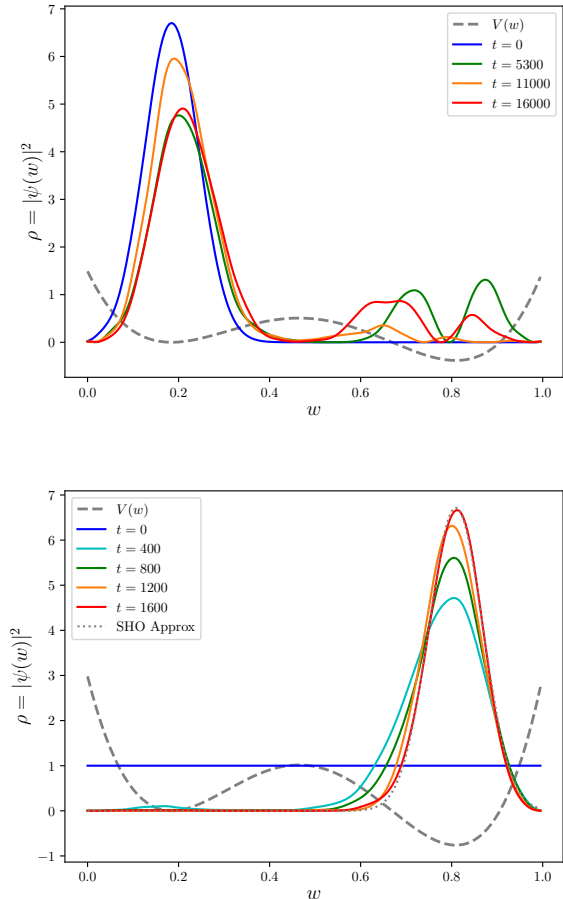 7
6
5
4
3
2
1
0
ρ = |ψ(w)|²
V(w)
t = 0
t = 5300
t = 11000
t = 16000
0.0 0.2 0.4 0.6 0.8 1.0
w
7
6
5
4
3
2
1
0
−1
ρ = |ψ(w)|²
V(w)
t = 0
t = 400
t = 800
t = 1200
t = 1600
SHO Approx
0.0 0.2 0.4 0.6 0.8 1.0
w